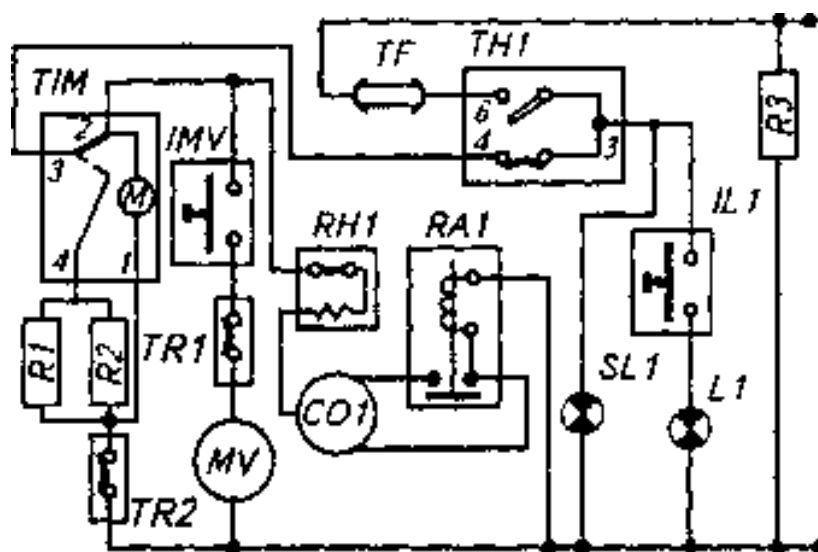 TF
TH1
TIM
2
IMV
6
R3
3
4
3
M
IL1
4
1
RH1
RA1
R1
R2
TR1
SL1
L1
CO1
MV
TR2